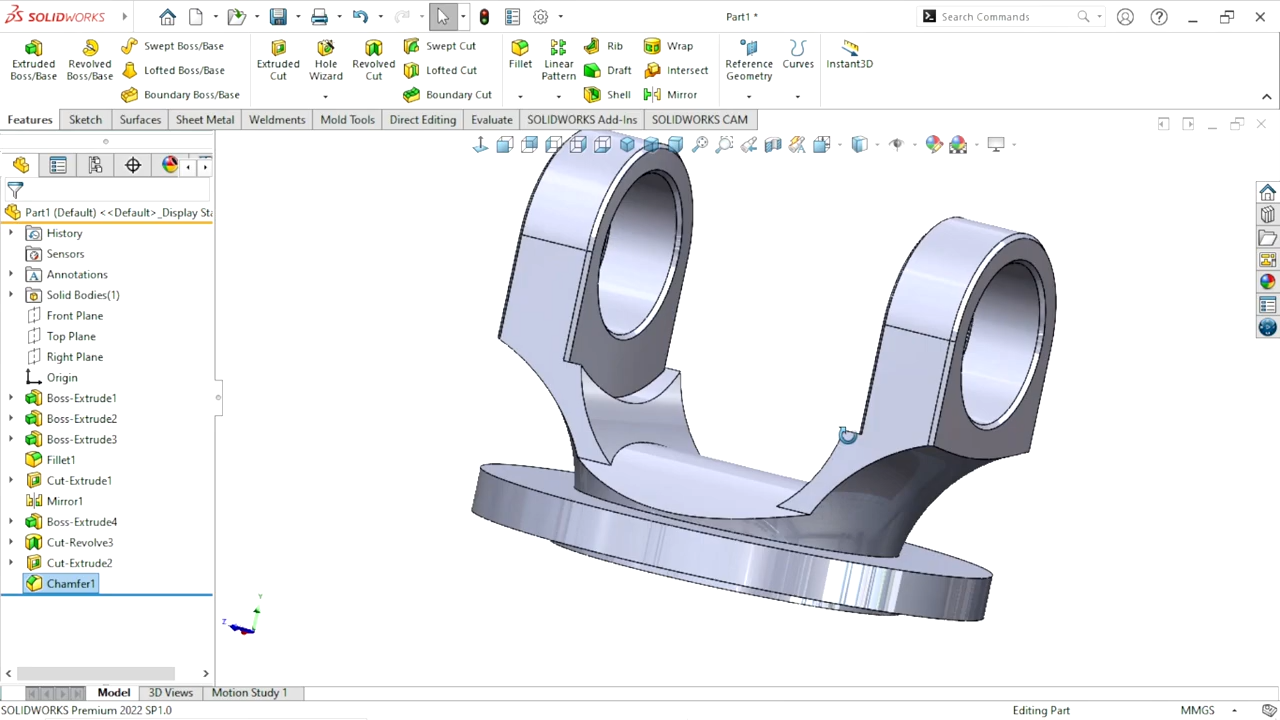 SOLIDWORKS
Part1 *
Search Commands
Extruded Boss/Base
Revolved Boss/Base
Swept Boss/Base
Lofted Boss/Base
Boundary Boss/Base
Extruded Cut
Hole Wizard
Revolved Cut
Swept Cut
Lofted Cut
Boundary Cut
Fillet
Linear Pattern
Rib
Draft
Shell
Wrap
Intersect
Mirror
Reference Geometry
Curves
Instant3D
Features
Sketch
Surfaces
Sheet Metal
Weldments
Mold Tools
Direct Editing
Evaluate
SOLIDWORKS Add-Ins
SOLIDWORKS CAM
Part1 (Default) <<Default>_Display Sta
History
Sensors
Annotations
Solid Bodies(1)
Front Plane
Top Plane
Right Plane
Origin
Boss-Extrude1
Boss-Extrude2
Boss-Extrude3
Fillet1
Cut-Extrude1
Mirror1
Boss-Extrude4
Cut-Revolve3
Cut-Extrude2
Chamfer1
Y
Z
Model
3D Views
Motion Study 1
SOLIDWORKS Premium 2022 SP1.0
Editing Part
MMGS